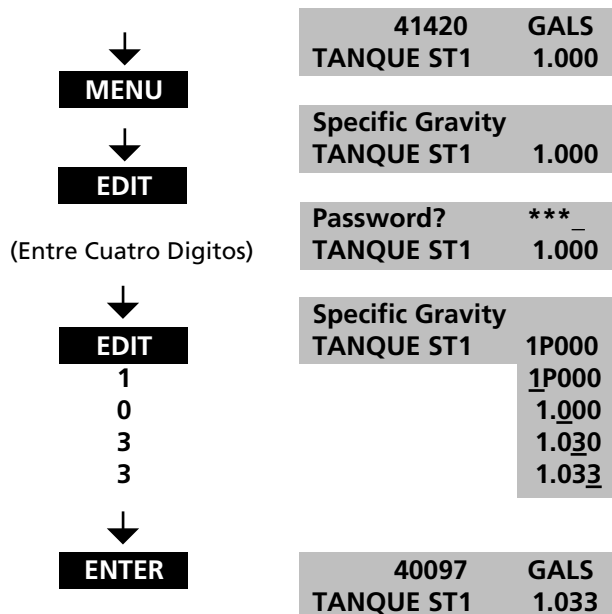 41420 GALS
TANQUE ST1 1.000
MENU
Specific Gravity
TANQUE ST1 1.000
EDIT
Password? ***_
(Entre Cuatro Digitos) TANQUE ST1 1.000
Specific Gravity
EDIT TANQUE ST1 1P000
1 1P000
0 1.000
3 1.030
3 1.033
ENTER 40097 GALS
TANQUE ST1 1.033